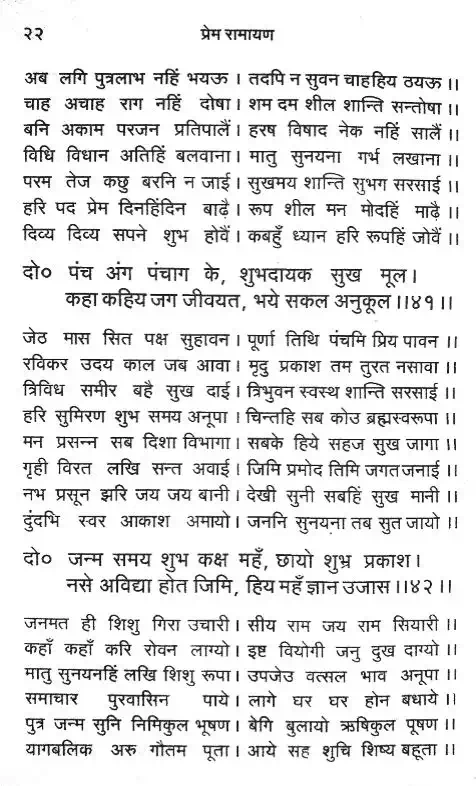 २२ प्रेम रामायण
अब लगि पुत्रलाभ नहिं भयऊ । तदपि न सुवन चाहहिय ठयऊ ।।
चाह अचाह राग नहिं दोषा । शम दम शील शान्ति सन्तोषा ।।
बनि अकाम परजन प्रतिपालैं । हरष विषाद नेक नहिं सालैं ।।
विधि विधान अतिहिं बलवाना । मातु सुनयना गर्भ लखाना ।।
परम तेज कछु बरनि न जाई । सुखमय शान्ति सुभग सरसाई ।।
हरि पद प्रेम दिनहिंदिन बाढ़ै । रूप शील मन मोदहिं माढ़ै ।।
दिव्य दिव्य सपने शुभ होवैं । कबहुँ ध्यान हरि रूपहिं जोवैं ।।
दो० पंच अंग पंचाग के, शुभदायक सुख मूल ।
कहा कहिय जग जीवयत, भये सकल अनुकूल ।।४१ ।।
जेठ मास सित पक्ष सुहावन । पूर्णा तिथि पंचमि प्रिय पावन ।।
रविकर उदय काल जब आवा । मृदु प्रकाश तम तुरत नसावा ।।
त्रिविध समीर बहै सुख दाई । त्रिभुवन स्वस्थ शान्ति सरसाई ।।
हरि सुमिरण शुभ समय अनूपा । चिन्तहि सब कोउ ब्रह्मस्वरूपा ।।
मन प्रसन्न सब दिशा विभागा । सबके हिये सहज सुख जागा ।।
गृही विरत लखि सन्त अवाई । जिमि प्रमोद तिमि जगत जनाई ।।
नभ प्रसून झरि जय जय बानी । देखी सुनी सबहिं सुख मानी ।।
दुंदभि स्वर आकाश अमायो । जननि सुनयना तब सुत जायो ।।
दो० जन्म समय शुभ कक्ष महँ, छायो शुभ्र प्रकाश ।
नसे अविद्या होत जिमि, हिय महँ ज्ञान उजास ।।४२ ।।
जनमत ही शिशु गिरा उचारी । सीय राम जय राम सियारी ।।
कहाँ कहाँ करि रोवन लाग्यो । इष्ट वियोगी जनु दुख दाग्यो ।।
मातु सुनयनहिं लखि शिशु रूपा । उपजेउ वत्सल भाव अनूपा ।।
समाचार पुरवासिन पाये । लागे घर घर होन बधाये ।।
पुत्र जन्म सुनि निमिकुल भूषण । बेगि बुलायो ऋषिकुल पूषण ।।
यागबलिक अरु गौतम पूता । आये सह शुचि शिष्य बहूता ।।